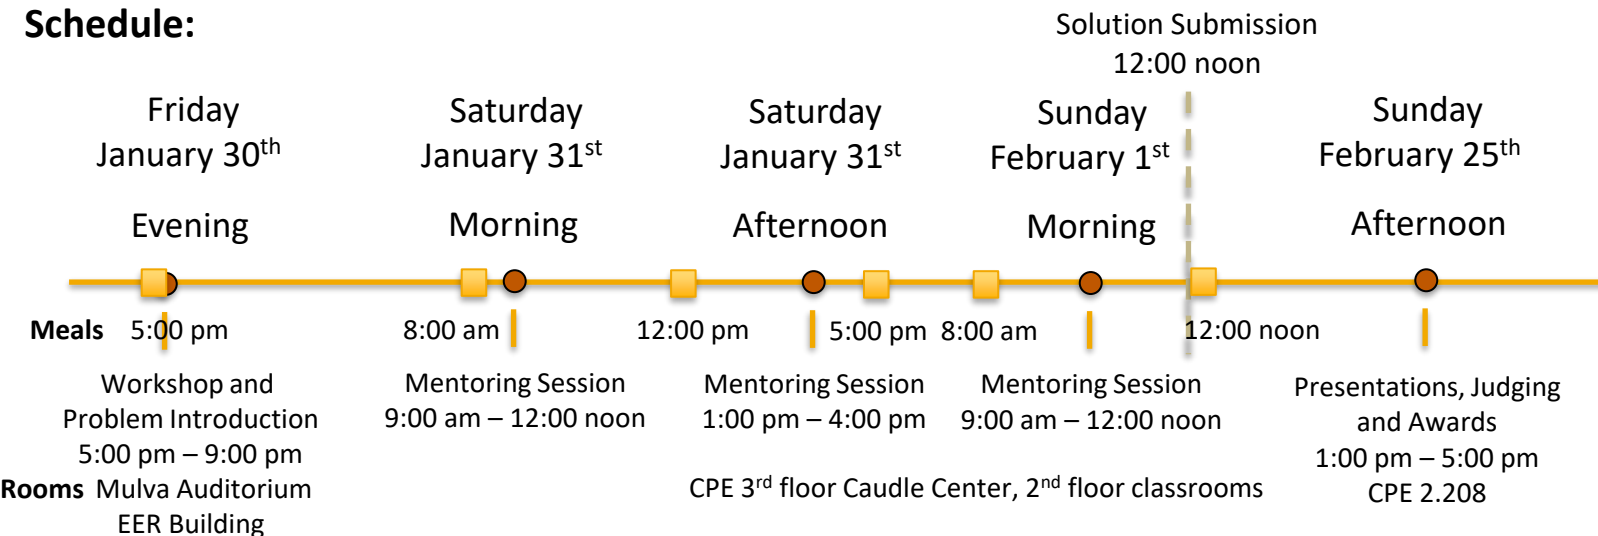 Schedule:
Solution Submission
12:00 noon
Friday
January 30th
Evening
Saturday
January 31st
Morning
Saturday
January 31st
Afternoon
Sunday
February 1st
Morning
Sunday
February 25th
Afternoon
Meals 5:00 pm 8:00 am 12:00 pm 5:00 pm 8:00 am 12:00 noon
Workshop and
Problem Introduction
5:00 pm – 9:00 pm
Rooms Mulva Auditorium
EER Building
Mentoring Session
9:00 am – 12:00 noon
Mentoring Session
1:00 pm – 4:00 pm
Mentoring Session
9:00 am – 12:00 noon
CPE 3rd floor Caudle Center, 2nd floor classrooms
Presentations, Judging
and Awards
1:00 pm – 5:00 pm
CPE 2.208